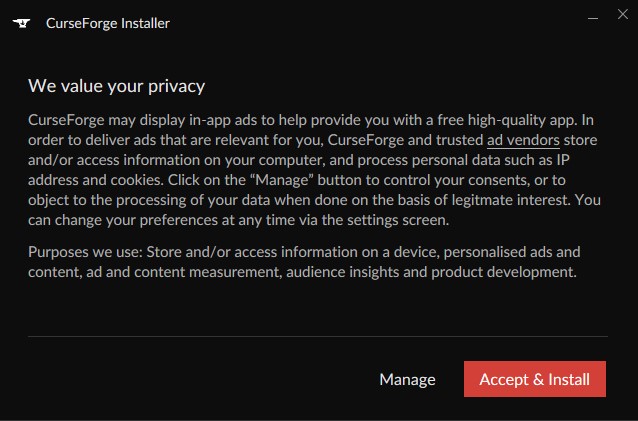 CurseForge Installer
We value your privacy
CurseForge may display in-app ads to help provide you with a free high-quality app. In
order to deliver ads that are relevant for you, CurseForge and trusted ad vendors store
and/or access information on your computer, and process personal data such as IP
address and cookies. Click on the “Manage” button to control your consents, or to
object to the processing of your data when done on the basis of legitmate interest. You
can change your preferences at any time via the settings screen.
Purposes we use: Store and/or access information on a device, personalised ads and
content, ad and content measurement, audience insights and product development.
Manage
Accept & Install